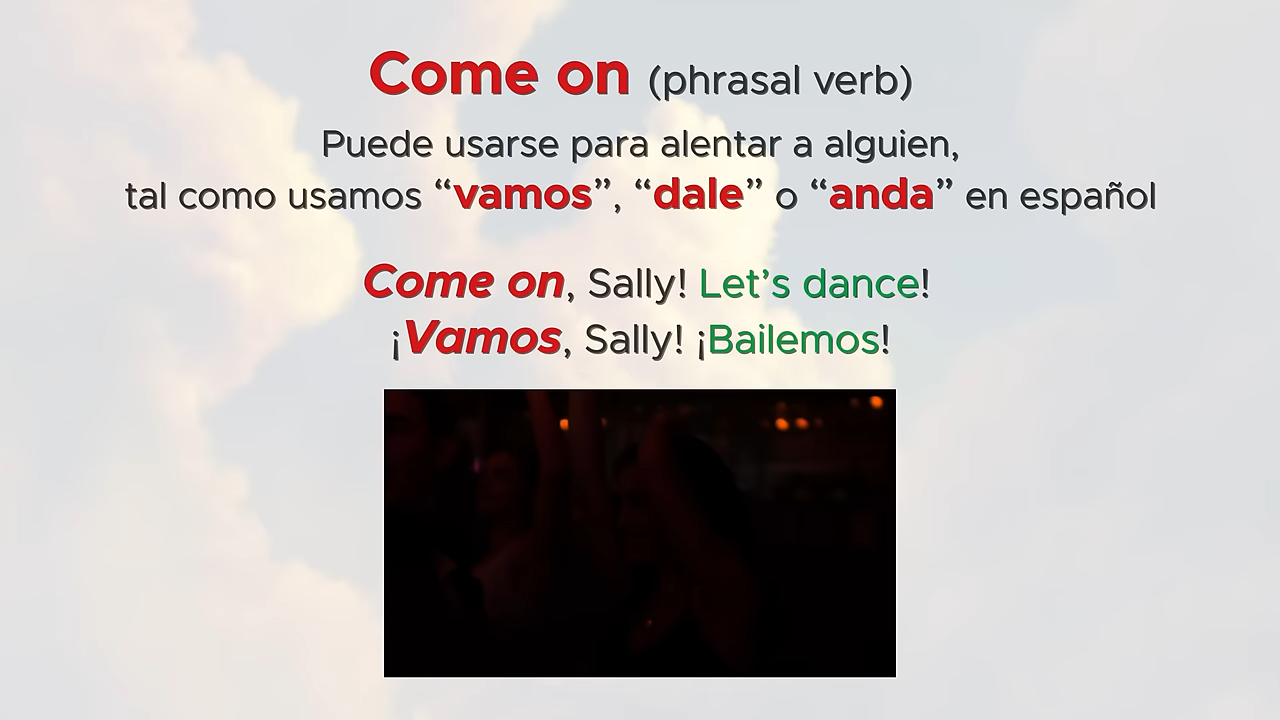 Come on (phrasal verb)
Puede usarse para alentar a alguien,
tal como usamos “vamos”, “dale” o “anda” en español
Come on, Sally! Let’s dance!
¡Vamos, Sally! ¡Bailemos!